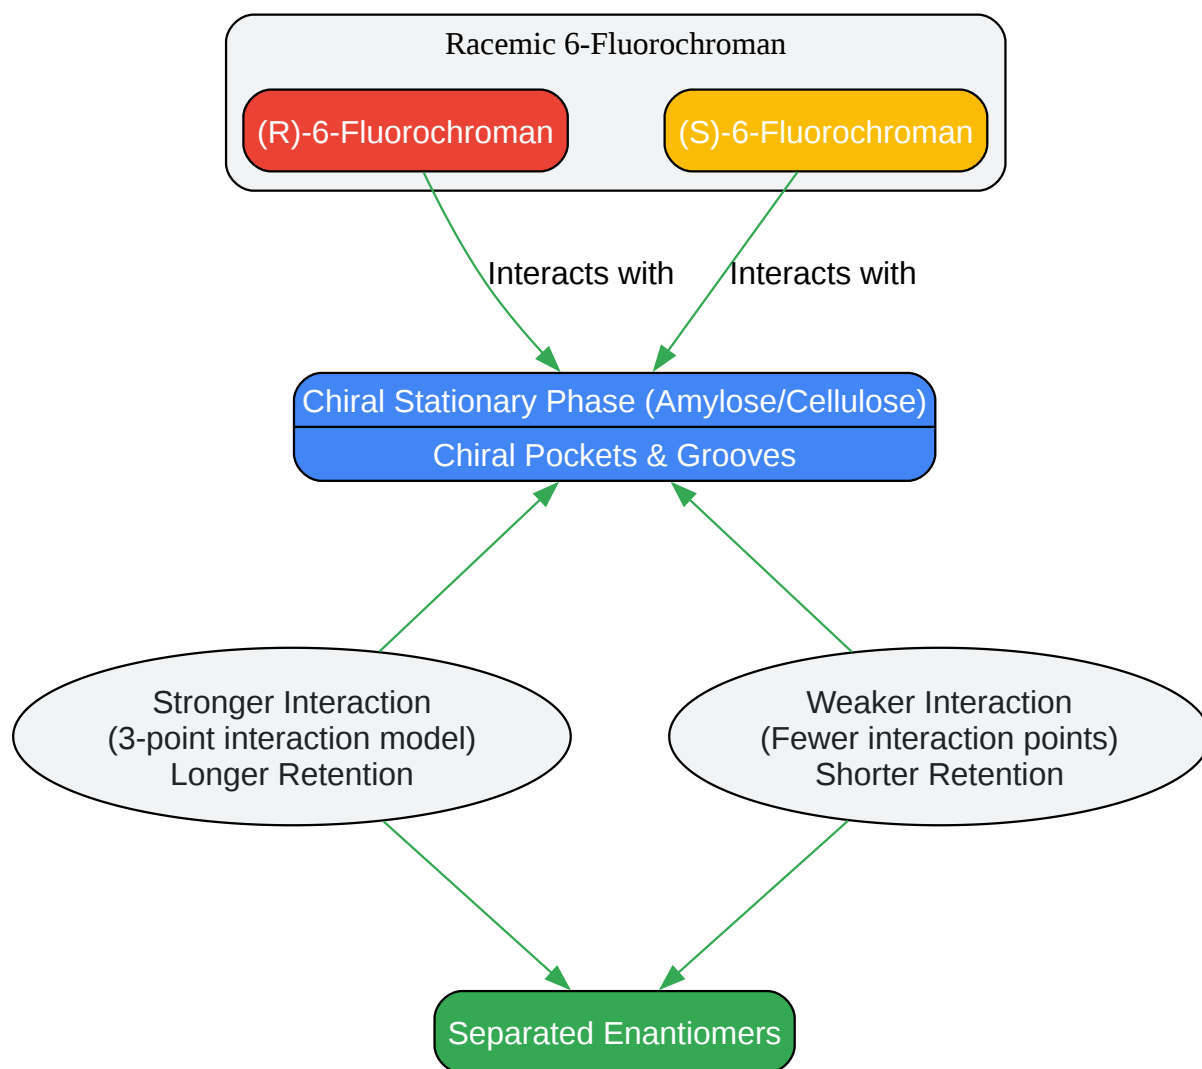 Racemic 6-Fluorochroman
(R)-6-Fluorochroman
(S)-6-Fluorochroman
Interacts with
Interacts with
Chiral Stationary Phase (Amylose/Cellulose)
Chiral Pockets & Grooves
Stronger Interaction
(3-point interaction model)
Longer Retention
Weaker Interaction
(Fewer interaction points)
Shorter Retention
Separated Enantiomers